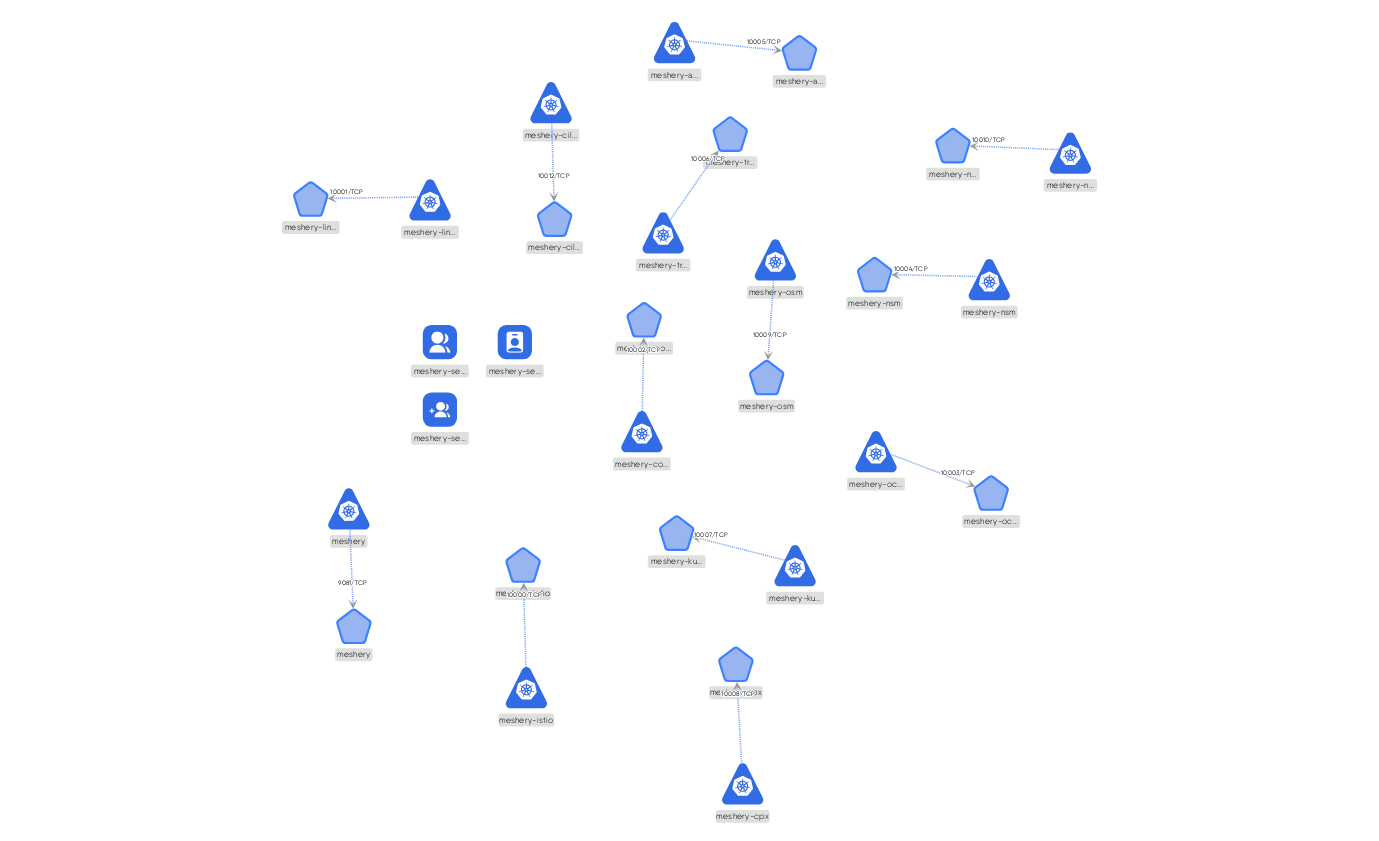 10005/TCP
meshery-a...
meshery-a...
meshery-cil...
10012/TCP
meshery-cil...
10006/TCP
meshery-tr...
meshery-tr...
10010/TCP
meshery-n...
meshery-n...
10001/TCP
meshery-lin...
meshery-lin...
meshery-osm
10009/TCP
meshery-osm
10004/TCP
meshery-nsm
meshery-nsm
10002/TCP
meshery-co...
meshery-se...
meshery-se...
meshery-se...
meshery-oc...
10003/TCP
meshery-oc...
meshery
9081/TCP
meshery
10007/TCP
meshery-ku...
meshery-ku...
10000/TCP
meshery-istio
10008/TCP
meshery-cpx